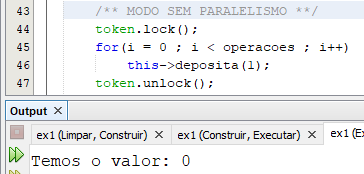 43 /** MODO SEM PARALELISMO **/
44 token.lock();
45 for(i = 0 ; i < operacoes ; i++)
46 this->deposita(1);
47 token.unlock();
Output ×
ex1 (Limpar, Construir) × ex1 (Construir, Executar) × ex1 (E
Temos o valor: 0